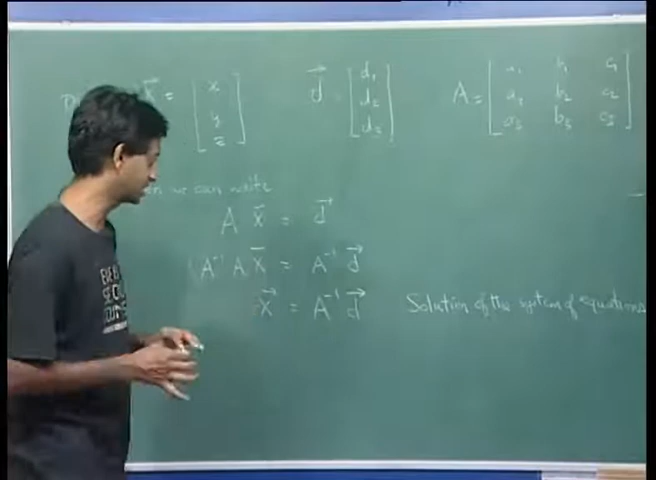 x⃗ = [x y z] d⃗ = [d₁ d₂ d₃] A = [a₁ b₁ c₁ a₂ b₂ c₂ a₃ b₃ c₃]
we can write
A x⃗ = d⃗
A⁻¹ A x⃗ = A⁻¹ d⃗
x⃗ = A⁻¹ d⃗ Solution of the system of equations